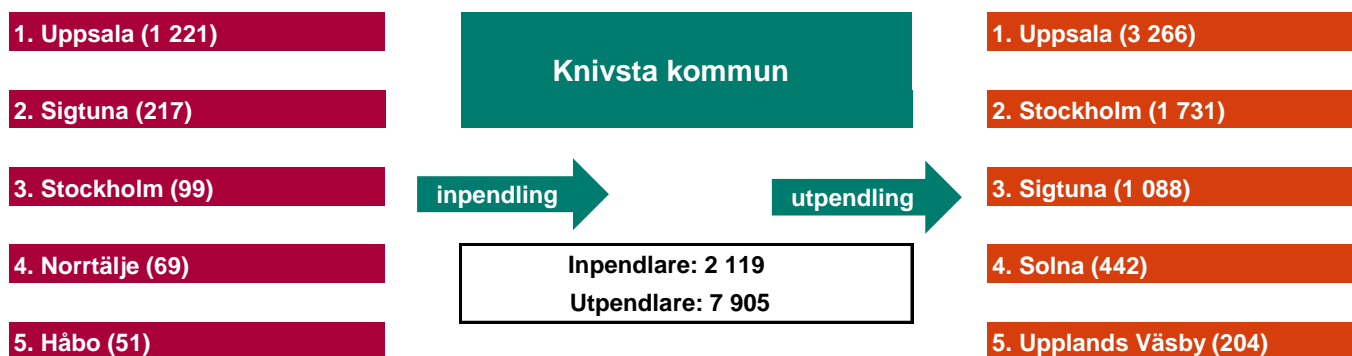 1. Uppsala (1 221)
2. Sigtuna (217)
3. Stockholm (99)
4. Norrtälje (69)
5. Håbo (51)
Knivsta kommun
inpendling
utpendling
Inpendlare: 2 119
Utpendlare: 7 905
1. Uppsala (3 266)
2. Stockholm (1 731)
3. Sigtuna (1 088)
4. Solna (442)
5. Upplands Väsby (204)